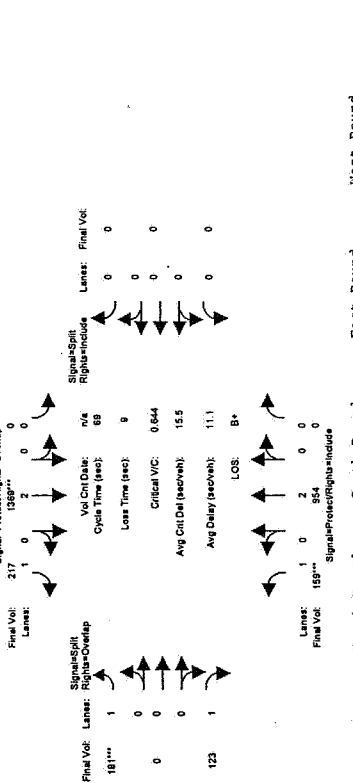 Final Vol: 217 1369*** 0
Lanes: 1 0 2 0 0
Signal=Split
Rights=Overlap
Final Vol: Lanes:
181*** 1
0
0 0
0
123 1
Vol Cnt Date: n/a
Cycle Time (sec): 69
Loss Time (sec): 9
Critical V/C: 0.644
Avg Crit Del (sec/veh): 15.5
Avg Delay (sec/veh): 11.1
LOS: B+
Signal=Split
Rights=Include
Lanes: Final Vol:
0 0
0
0 0
0
0 0
Lanes: 1 0 2 0 0
Final Vol: 159*** 954 0
Signal=Protect/Rights=Include